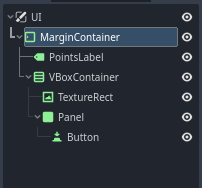 UI
MarginContainer
PointsLabel
VBoxContainer
TextureRect
Panel
Button